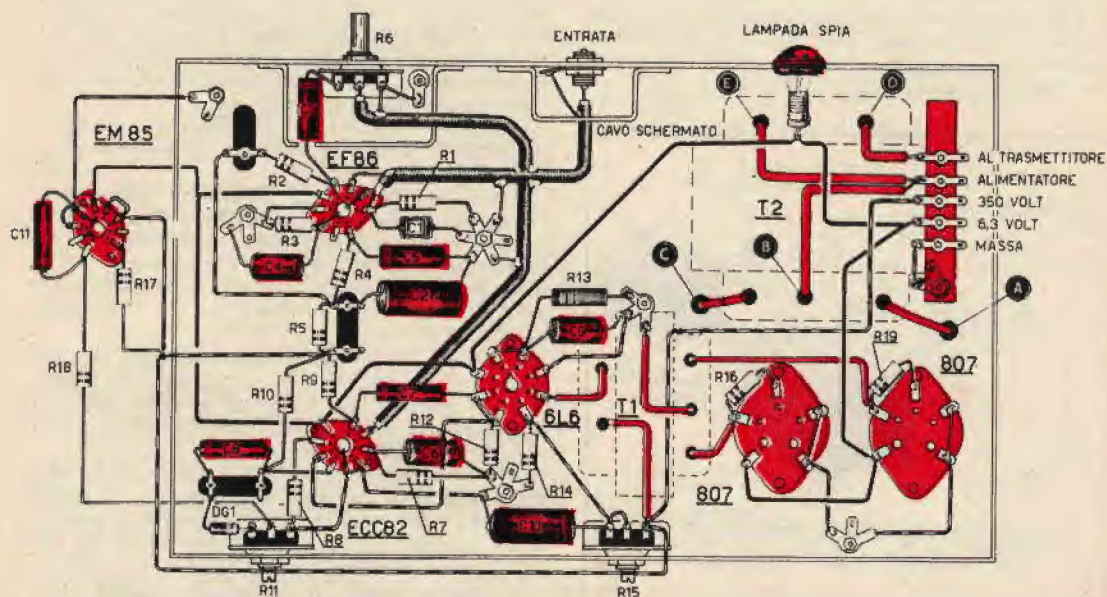 R6
ENTRATA
LAMPADA SPIA
E
D
EM 85
EF86
CAVO SCHERMATO
R1
R2
AL TRASMETTITORE
ALIMENTATORE
350 VOLT
6,3 VOLT
MASSA
T2
C11
R3
R4
R17
R13
C
B
A
R5
R18
R10
R9
R12
6L6
T1
R16
R19
807
807
R14
R7
DG1
R8
ECC82
R11
R15